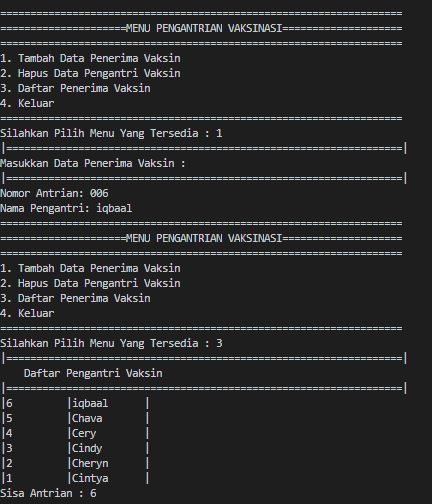 ===================================================================
=====================MENU PENGANTRIAN VAKSINASI====================
===================================================================
1. Tambah Data Penerima Vaksin
2. Hapus Data Pengantri Vaksin
3. Daftar Penerima Vaksin
4. Keluar
===================================================================
Silahkan Pilih Menu Yang Tersedia : 1
|==================================================================|
Masukkan Data Penerima Vaksin :
|==================================================================|
Nomor Antrian: 006
Nama Pengantri: iqbaal
===================================================================
=====================MENU PENGANTRIAN VAKSINASI====================
===================================================================
1. Tambah Data Penerima Vaksin
2. Hapus Data Pengantri Vaksin
3. Daftar Penerima Vaksin
4. Keluar
===================================================================
Silahkan Pilih Menu Yang Tersedia : 3
|==================================================================|
    Daftar Pengantri Vaksin
|==================================================================|
|6         |iqbaal      |
|5         |Chava       |
|4         |Cery        |
|3         |Cindy       |
|2         |Cheryn      |
|1         |Cintya      |
Sisa Antrian : 6